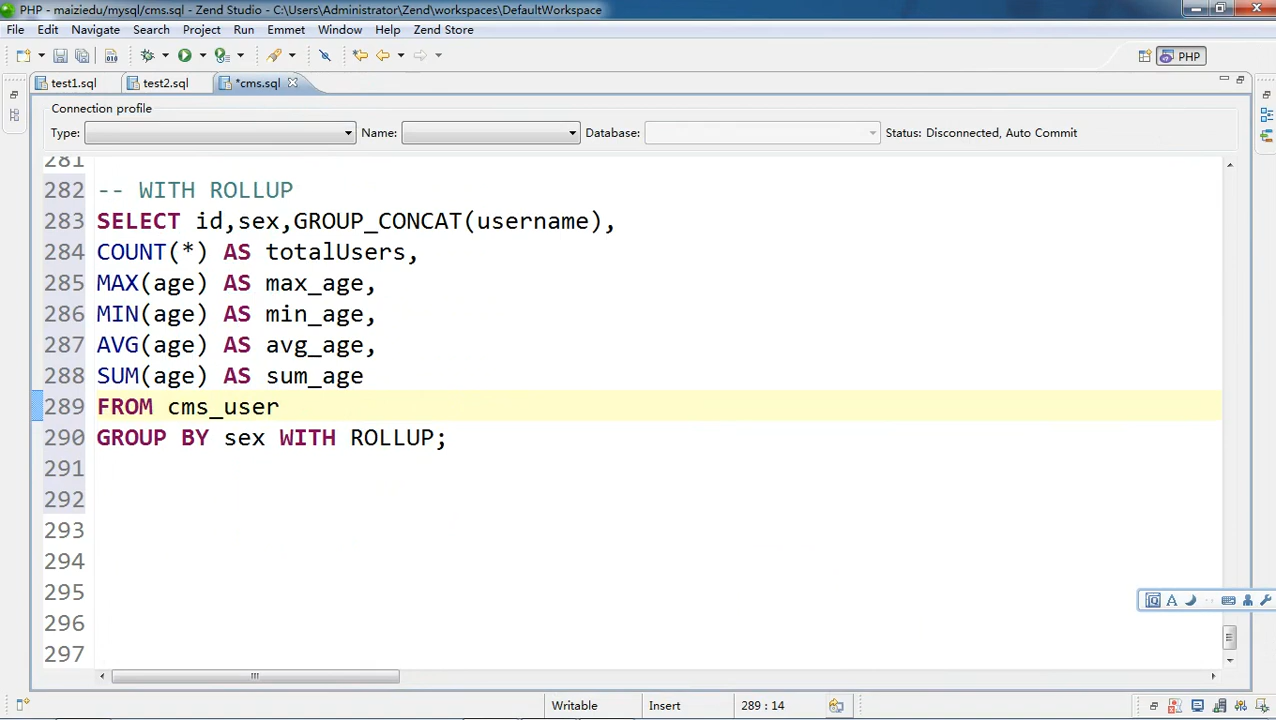 PHP - maiziedu/mysql/cms.sql - Zend Studio - C:\Users\Administrator\Zend\workspaces\DefaultWorkspace
File Edit Navigate Search Project Run Emmet Window Help Zend Store
PHP
test1.sql test2.sql *cms.sql
Connection profile
Type: Name: Database: Status: Disconnected, Auto Commit
281
282 -- WITH ROLLUP
283 SELECT id,sex,GROUP_CONCAT(username),
284 COUNT(*) AS totalUsers,
285 MAX(age) AS max_age,
286 MIN(age) AS min_age,
287 AVG(age) AS avg_age,
288 SUM(age) AS sum_age
289 FROM cms_user
290 GROUP BY sex WITH ROLLUP;
291
292
293
294
295
296
297
Writable Insert 289 : 14